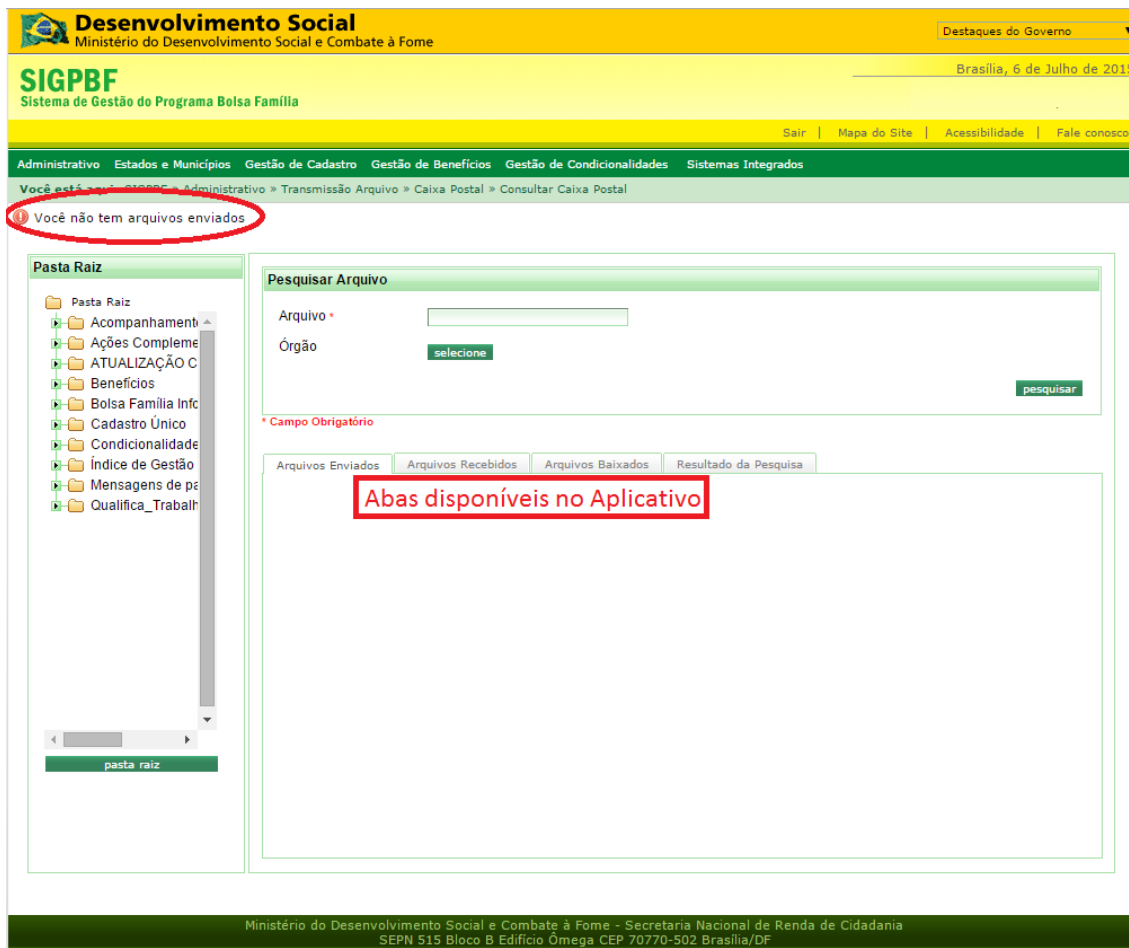 Desenvolvimento Social
Ministério do Desenvolvimento Social e Combate à Fome
Destaques do Governo
SIGPBF
Sistema de Gestão do Programa Bolsa Família
Brasília, 6 de Julho de 201
Sair | Mapa do Site | Acessibilidade | Fale conosco
Administrativo Estados e Municípios Gestão de Cadastro Gestão de Benefícios Gestão de Condicionalidades Sistemas Integrados
Você está aqui: SIGPBF » Administrativo » Transmissão Arquivo » Caixa Postal » Consultar Caixa Postal
Você não tem arquivos enviados
Pasta Raiz
Pasta Raiz
Acompanhament
Ações Compleme
ATUALIZAÇÃO C
Benefícios
Bolsa Família Info
Cadastro Único
Condicionalidade
Índice de Gestão
Mensagens de pa
Qualifica_Trabalh
pasta raiz
Pesquisar Arquivo
Arquivo *
Órgão
selecione
pesquisar
* Campo Obrigatório
Arquivos Enviados Arquivos Recebidos Arquivos Baixados Resultado da Pesquisa
Abas disponíveis no Aplicativo
Ministério do Desenvolvimento Social e Combate à Fome - Secretaria Nacional de Renda de Cidadania
SEPN 515 Bloco B Edifício Ômega CEP 70770-502 Brasília/DF